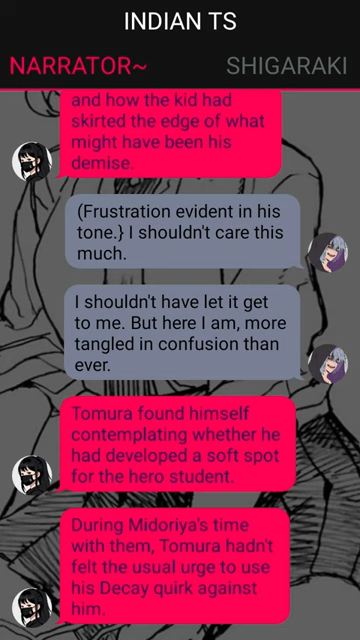 INDIAN TS
NARRATOR~ SHIGARAKI
and how the kid had
skirted the edge of what
might have been his
demise.
(Frustration evident in his
tone.} I shouldn't care this
much.
I shouldn't have let it get
to me. But here I am, more
tangled in confusion than
ever.
Tomura found himself
contemplating whether he
had developed a soft spot
for the hero student.
During Midoriya's time
with them, Tomura hadn't
felt the usual urge to use
his Decay quirk against
him.